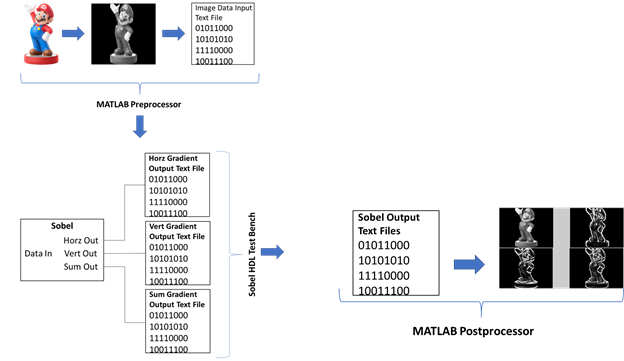 Image Data Input
Text File
01011000
10101010
11110000
10011100
MATLAB Preprocessor
Horz Gradient
Output Text File
01011000
10101010
11110000
10011100
Sobel
Horz Out
Data In Vert Out
Sum Out
Vert Gradient
Output Text File
01011000
10101010
11110000
10011100
Sum Gradient
Output Text File
01011000
10101010
11110000
10011100
Sobel HDL Test Bench
Sobel Output
Text Files
01011000
10101010
11110000
10011100
MATLAB Postprocessor